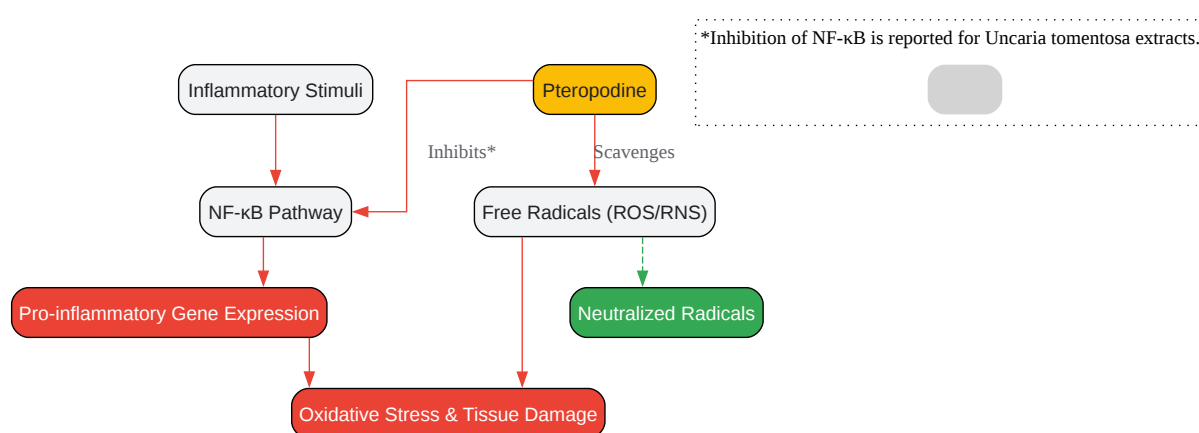 *Inhibition of NF-κB is reported for Uncaria tomentosa extracts.
Inflammatory Stimuli
Pteropodine
Inhibits*
Scavenges
NF-κB Pathway
Free Radicals (ROS/RNS)
Pro-inflammatory Gene Expression
Neutralized Radicals
Oxidative Stress & Tissue Damage